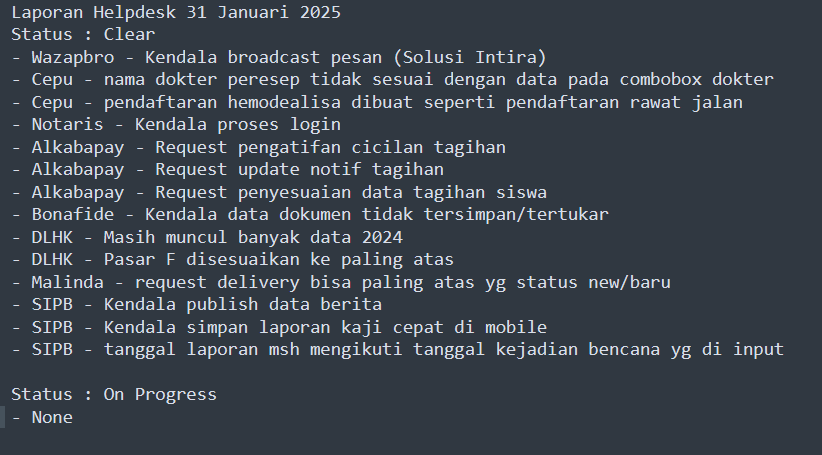 Laporan Helpdesk 31 Januari 2025
Status : Clear
- Wazapbro - Kendala broadcast pesan (Solusi Intira)
- Cepu - nama dokter peresep tidak sesuai dengan data pada combobox dokter
- Cepu - pendaftaran hemodealisa dibuat seperti pendaftaran rawat jalan
- Notaris - Kendala proses login
- Alkabapay - Request pengatifan cicilan tagihan
- Alkabapay - Request update notif tagihan
- Alkabapay - Request penyesuaian data tagihan siswa
- Bonafide - Kendala data dokumen tidak tersimpan/tertukar
- DLHK - Masih muncul banyak data 2024
- DLHK - Pasar F disesuaikan ke paling atas
- Malinda - request delivery bisa paling atas yg status new/baru
- SIPB - Kendala publish data berita
- SIPB - Kendala simpan laporan kaji cepat di mobile
- SIPB - tanggal laporan msh mengikuti tanggal kejadian bencana yg di input
Status : On Progress
- None